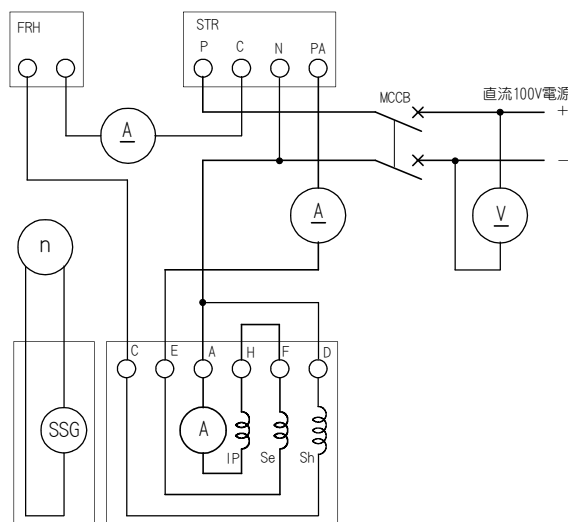 FRH
STR
P C N PA
MCCB
直流100V電源
+
A
−
A
V
n
C E A H F D
SSG
A
IP Se Sh